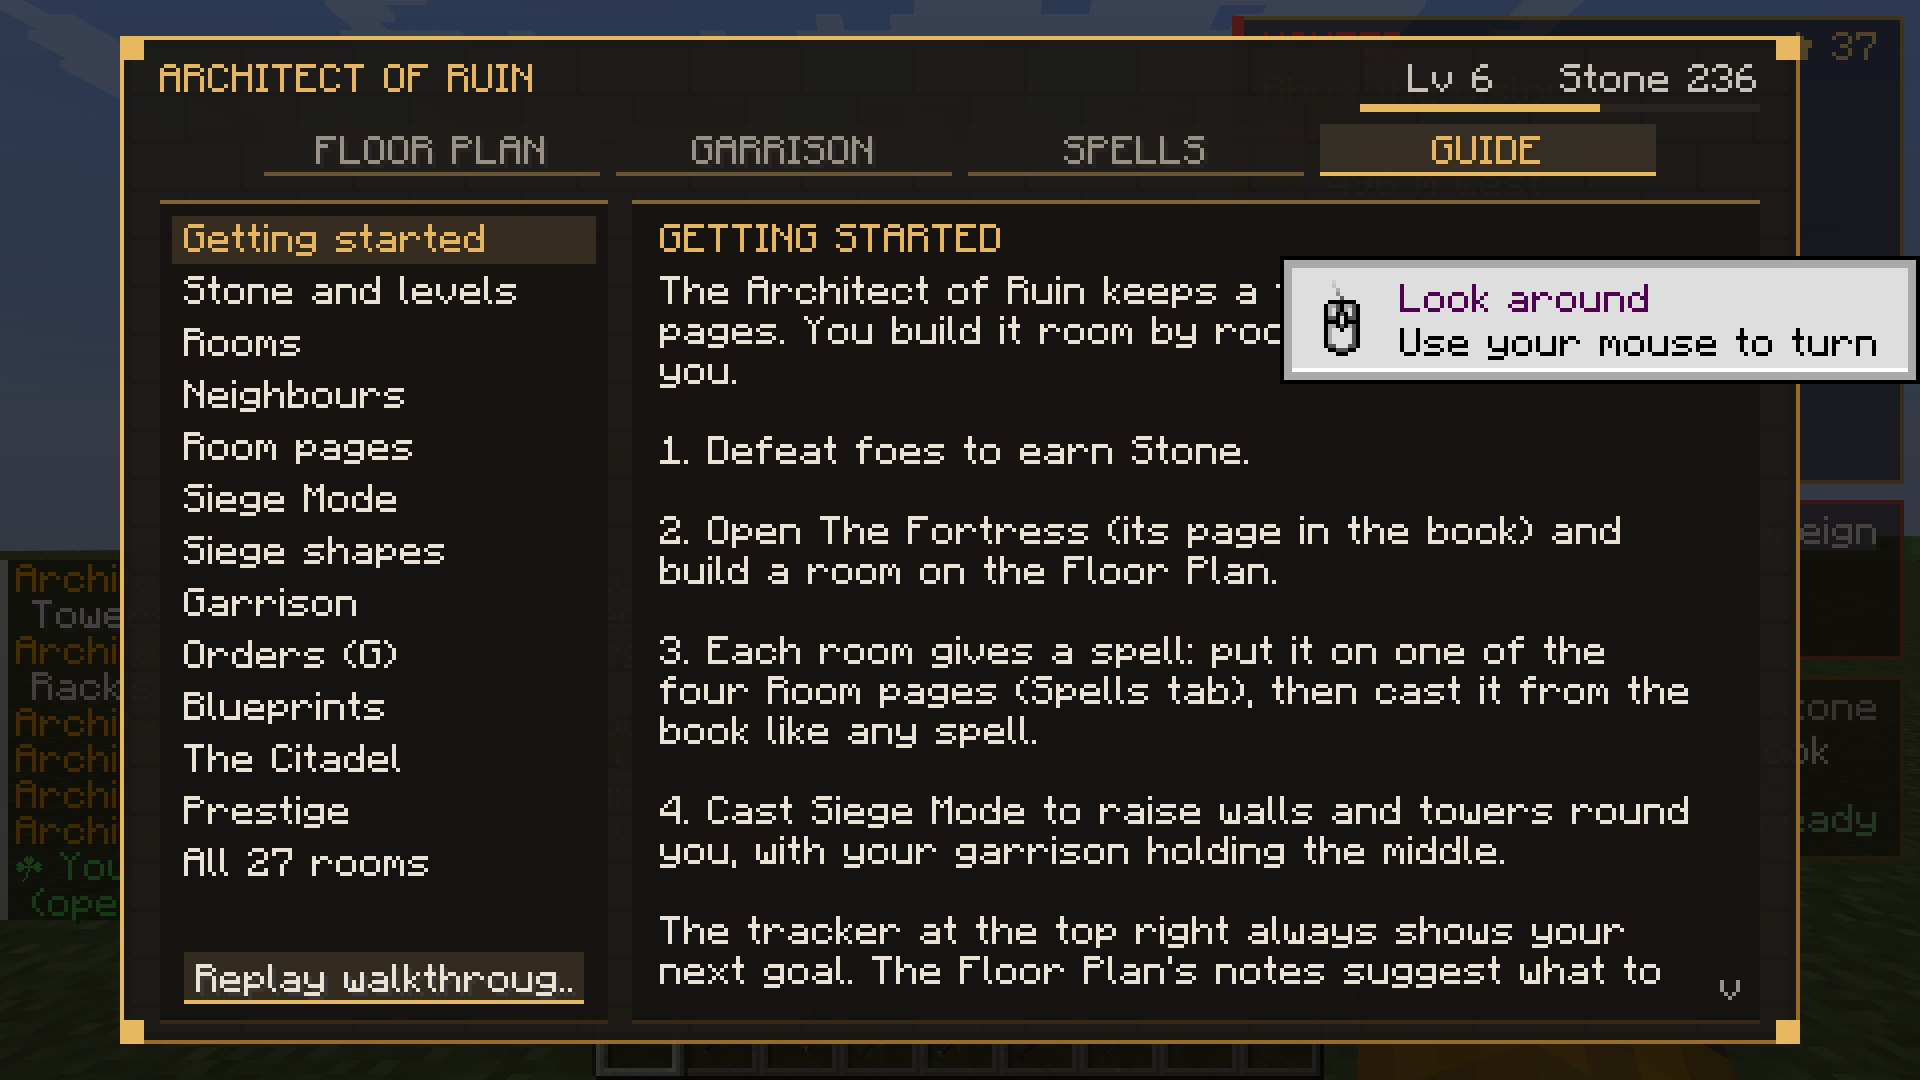 ARCHITECT OF RUIN
Lv 6 Stone 236
37
FLOOR PLAN GARRISON SPELLS GUIDE
Getting started
Stone and levels
Rooms
Neighbours
Room pages
Siege Mode
Siege shapes
Garrison
Orders (G)
Blueprints
The Citadel
Prestige
All 27 rooms
Replay walkthroug..
GETTING STARTED
The Architect of Ruin keeps a
pages. You build it room by
you.
1. Defeat foes to earn Stone.
2. Open The Fortress (its page in the book) and
build a room on the Floor Plan.
3. Each room gives a spell: put it on one of the
four Room pages (Spells tab), then cast it from the
book like any spell.
4. Cast Siege Mode to raise walls and towers round
you, with your garrison holding the middle.
The tracker at the top right always shows your
next goal. The Floor Plan's notes suggest what to
v
Look around
Use your mouse to turn